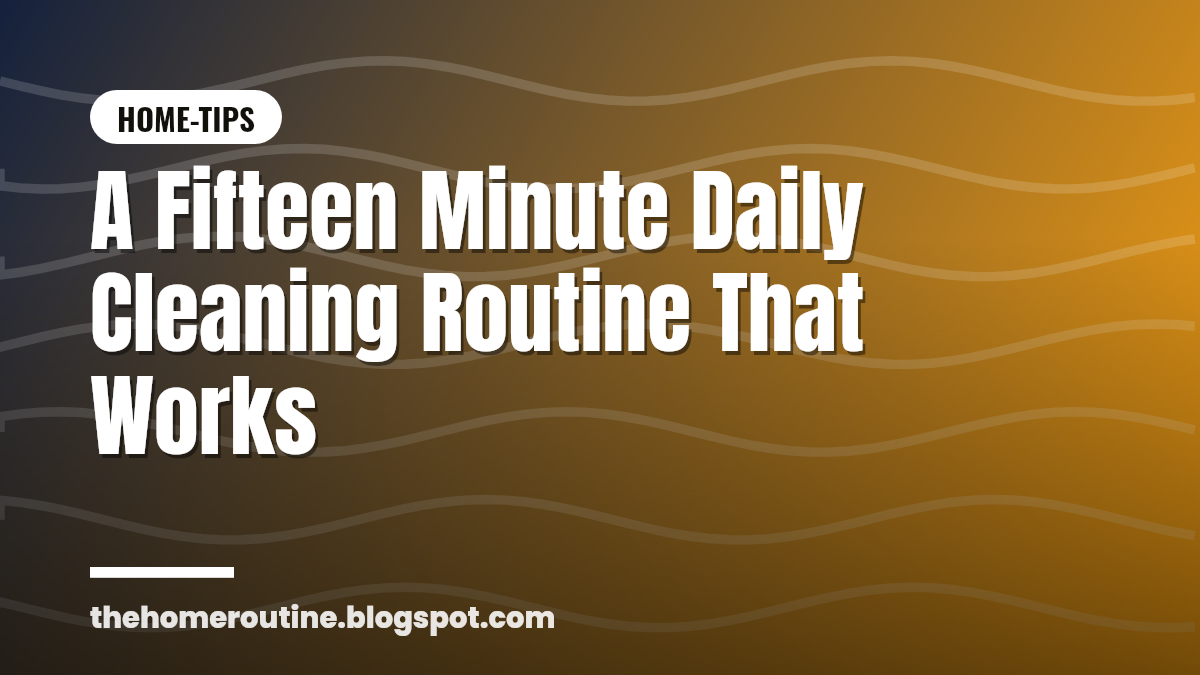 HOME-TIPS
A Fifteen Minute Daily
Cleaning Routine That
Works
thehomeroutine.blogspot.com